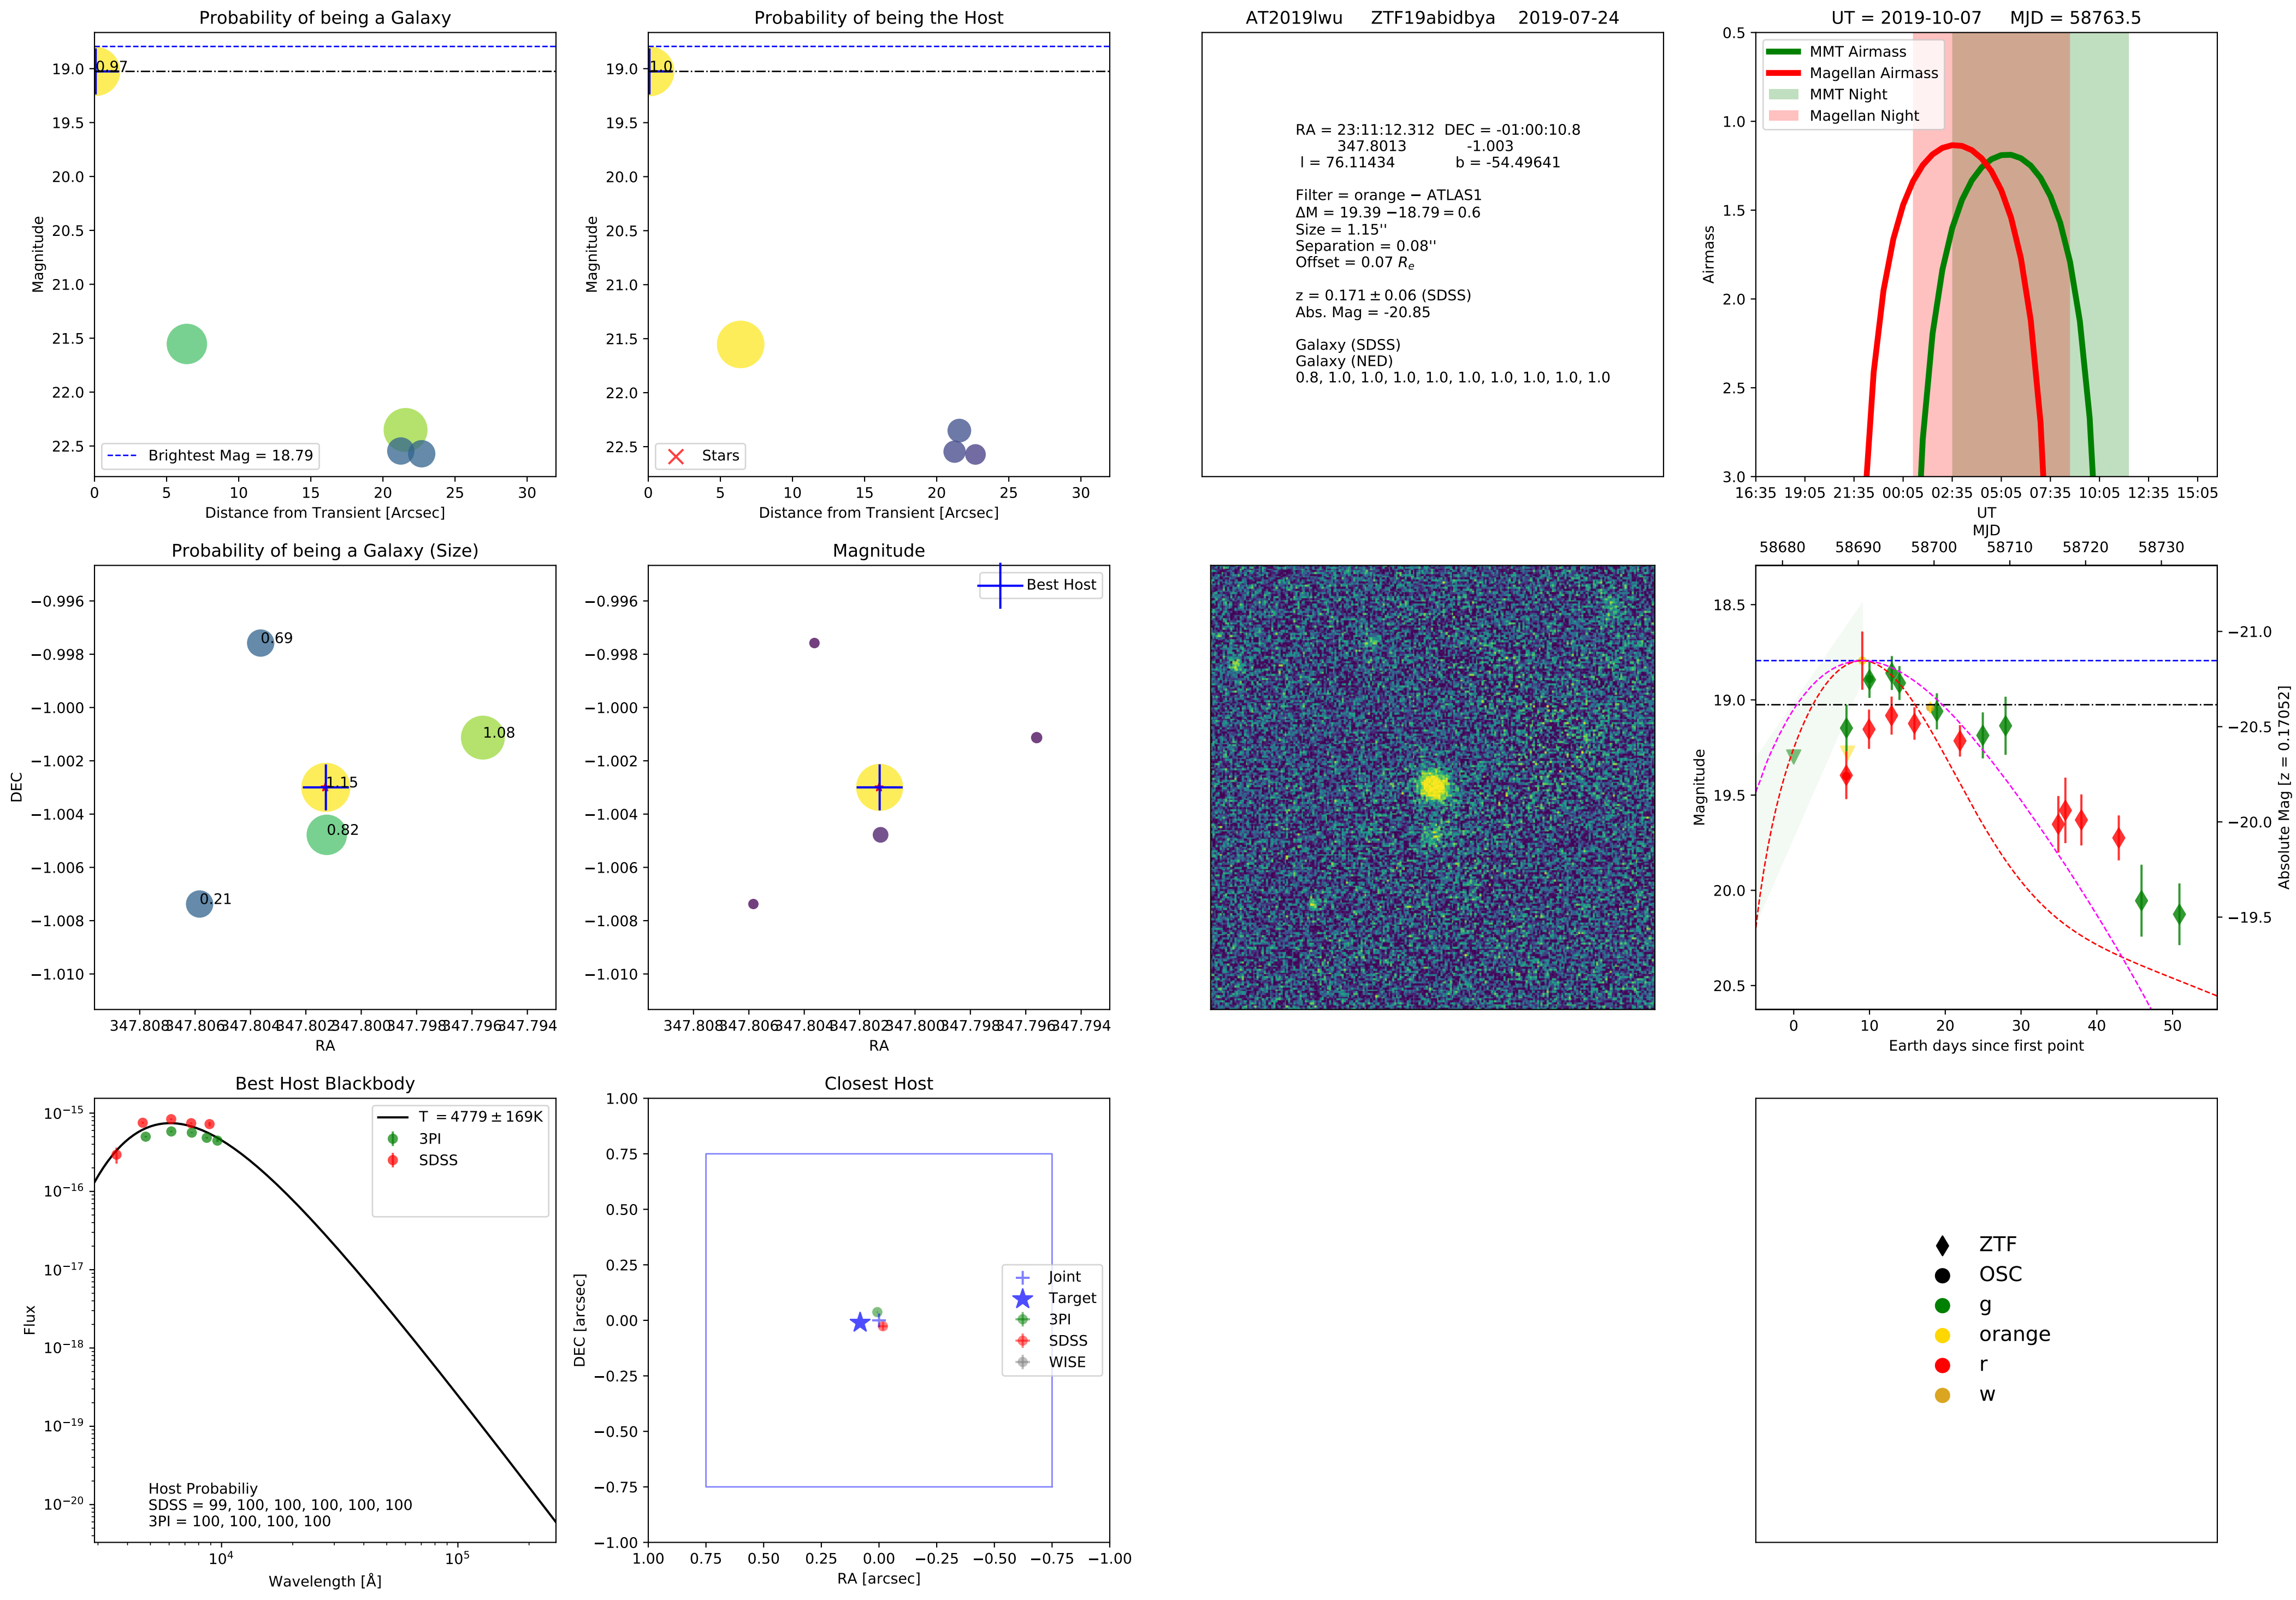 Probability of being a Galaxy
Magnitude
19.0
19.5
20.0
20.5
21.0
21.5
22.0
22.5
0.97
Brightest Mag = 18.79
0 5 10 15 20 25 30
Distance from Transient [Arcsec]
Probability of being the Host
Magnitude
19.0
19.5
20.0
20.5
21.0
21.5
22.0
22.5
1.0
Stars
0 5 10 15 20 25 30
Distance from Transient [Arcsec]
AT2019lwu ZTF19abidbya 2019-07-24
RA = 23:11:12.312 DEC = -01:00:10.8
347.8013 -1.003
l = 76.11434 b = -54.49641
Filter = orange − ATLAS1
ΔM = 19.39 −18.79 = 0.6
Size = 1.15''
Separation = 0.08''
Offset = 0.07 Re
z = 0.171 ± 0.06 (SDSS)
Abs. Mag = -20.85
Galaxy (SDSS)
Galaxy (NED)
0.8, 1.0, 1.0, 1.0, 1.0, 1.0, 1.0, 1.0, 1.0, 1.0
UT = 2019-10-07 MJD = 58763.5
Airmass
0.5
1.0
1.5
2.0
2.5
3.0
MMT Airmass
Magellan Airmass
MMT Night
Magellan Night
16:35 19:05 21:35 00:05 02:35 05:05 07:35 10:05 12:35 15:05
UT
Probability of being a Galaxy (Size)
DEC
−0.996
−0.998
−1.000
−1.002
−1.004
−1.006
−1.008
−1.010
0.69
1.08
1.15
0.82
0.21
347.808 347.806 347.804 347.802 347.800 347.798 347.796 347.794
RA
Magnitude
−0.996
−0.998
−1.000
−1.002
−1.004
−1.006
−1.008
−1.010
Best Host
347.808 347.806 347.804 347.802 347.800 347.798 347.796 347.794
RA
MJD
58680 58690 58700 58710 58720 58730
Magnitude
18.5
19.0
19.5
20.0
20.5
−21.0
−20.5
−20.0
−19.5
Absolute Mag [z = 0.17052]
0 10 20 30 40 50
Earth days since first point
Best Host Blackbody
Flux
10−15
10−16
10−17
10−18
10−19
10−20
T = 4779 ± 169K
3PI
SDSS
Host Probabiliy
SDSS = 99, 100, 100, 100, 100, 100
3PI = 100, 100, 100, 100
104 105
Wavelength [Å]
Closest Host
DEC [arcsec]
1.00
0.75
0.50
0.25
0.00
−0.25
−0.50
−0.75
−1.00
Joint
Target
3PI
SDSS
WISE
1.00 0.75 0.50 0.25 0.00 −0.25 −0.50 −0.75 −1.00
RA [arcsec]
ZTF
OSC
g
orange
r
w